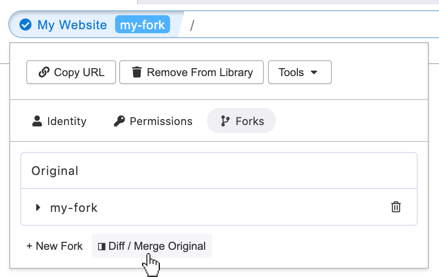 My Website my-fork /
Copy URL Remove From Library Tools
Identity Permissions Forks
Original
my-fork
+ New Fork Diff / Merge Original